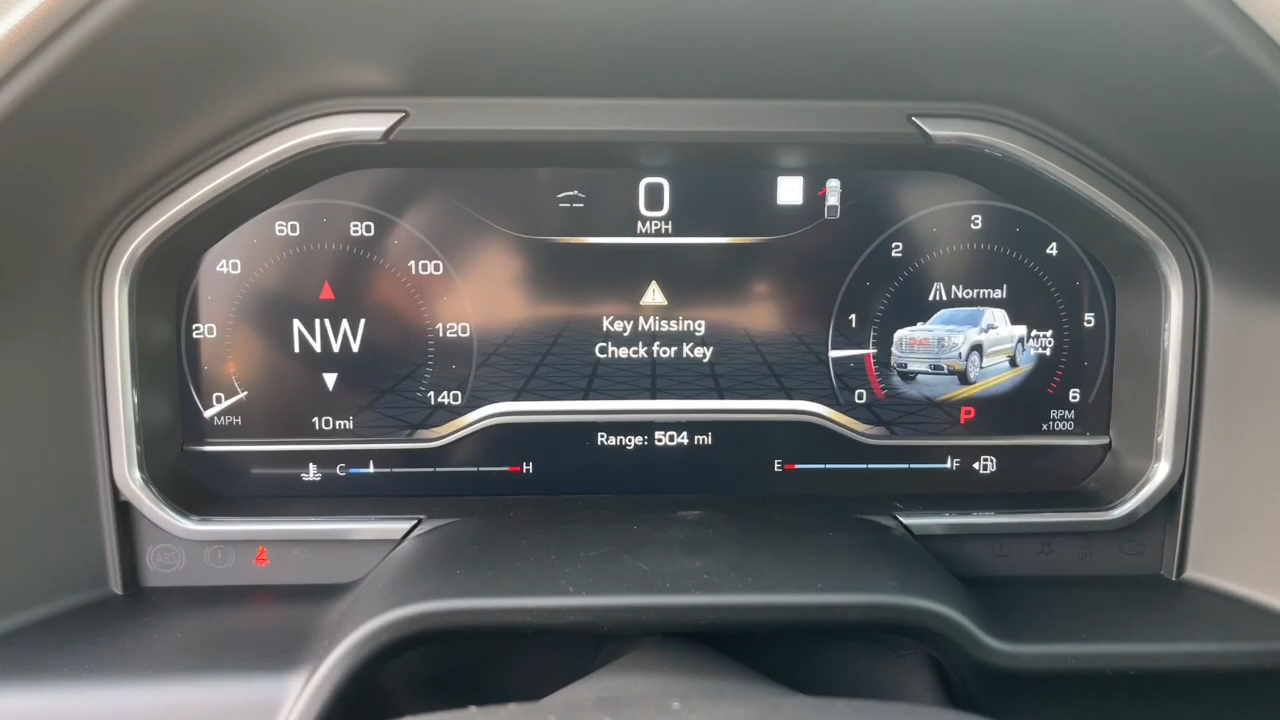 0
MPH
60 80
40 100
20 120
0 140
MPH
NW
10 mi
Key Missing
Check for Key
Range: 504 mi
3
2 4
1 5
0 6
Normal
AUTO
P
RPM
x1000
C H
E F
ABS